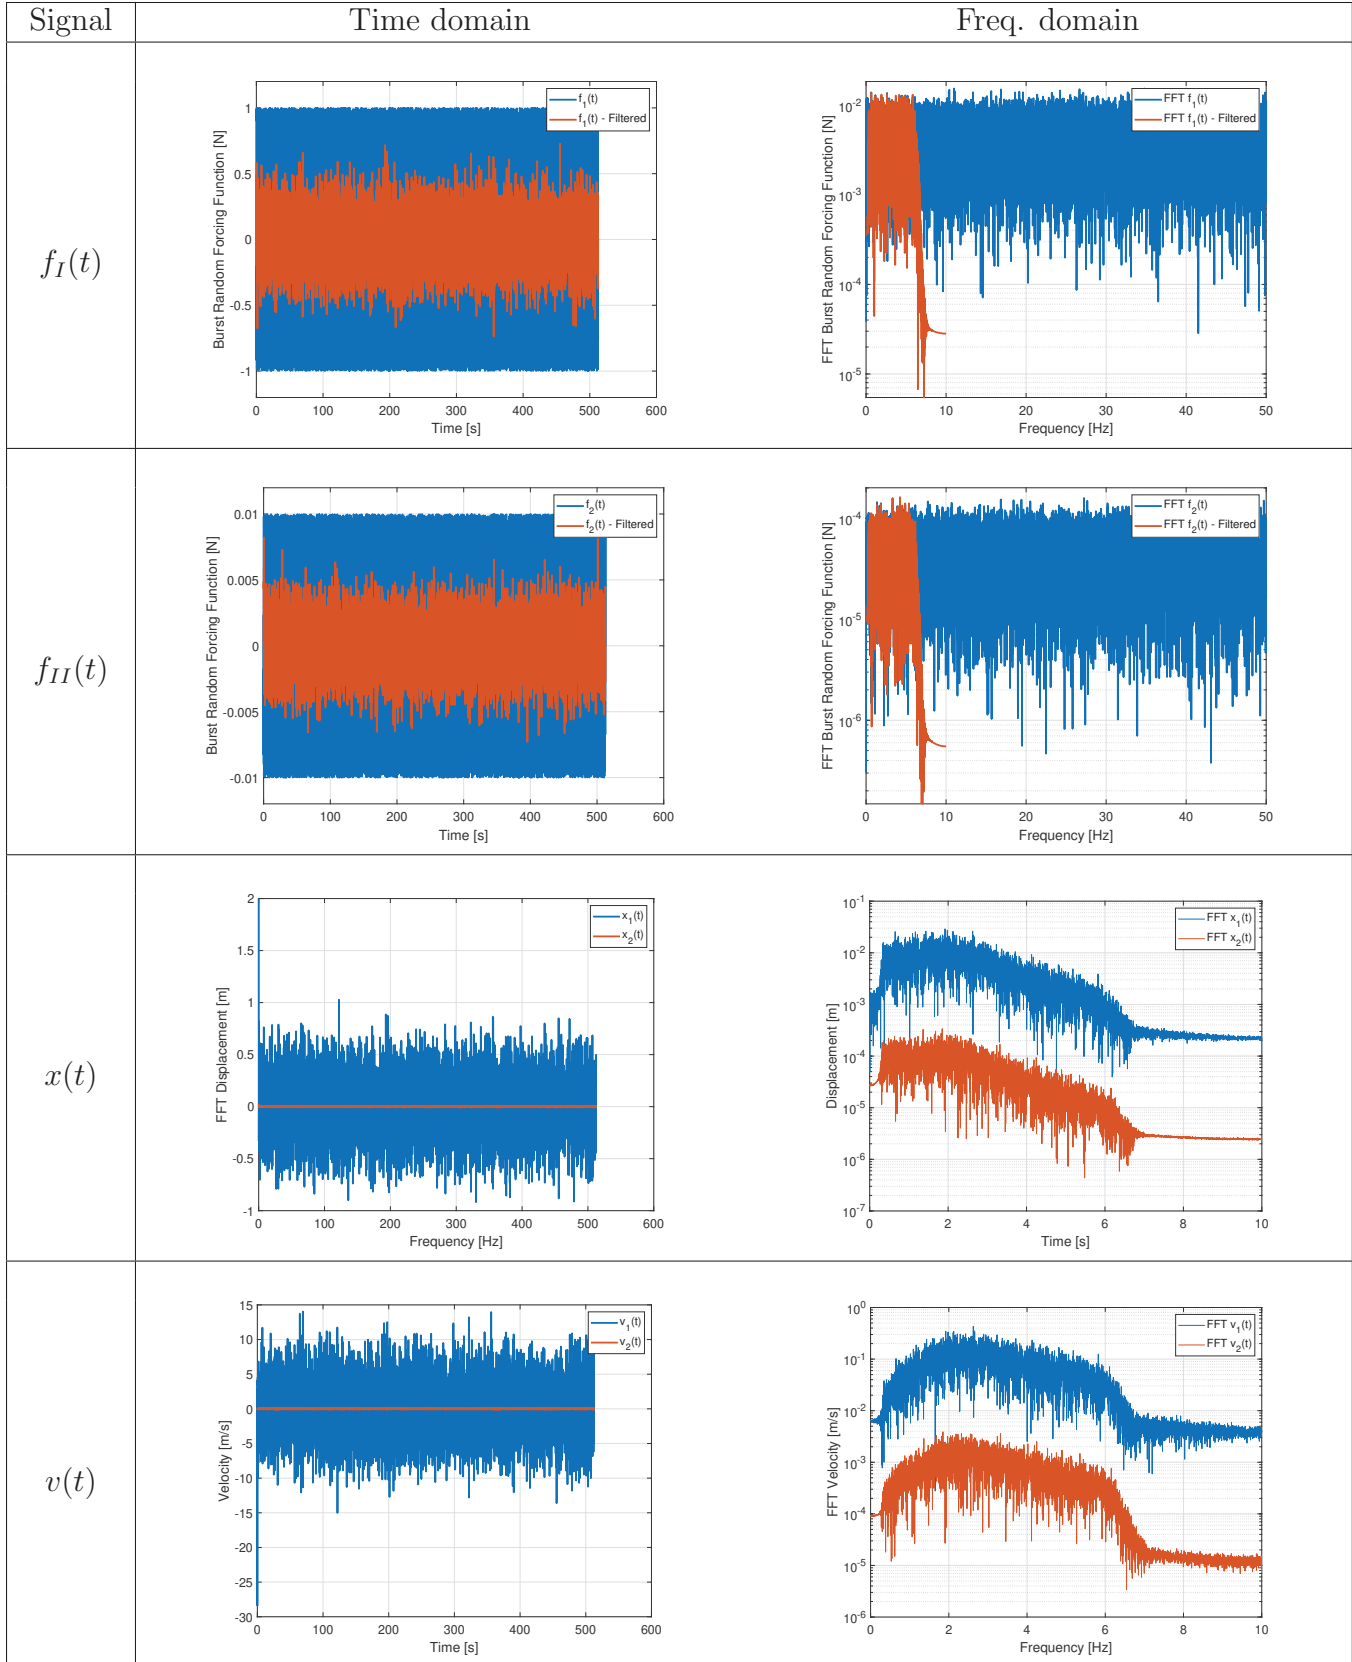 Signal Time domain Freq. domain
f_I(t)
Burst Random Forcing Function [N]
1
0.5
0
-0.5
-1
0 100 200 300 400 500 600
Time [s]
f_1(t)
f_1(t) - Filtered
FFT Burst Random Forcing Function [N]
10^-2
10^-3
10^-4
10^-5
0 10 20 30 40 50
Frequency [Hz]
FFT f_1(t)
FFT f_1(t) - Filtered
f_II(t)
Burst Random Forcing Function [N]
0.01
0.005
0
-0.005
-0.01
0 100 200 300 400 500 600
Time [s]
f_2(t)
f_2(t) - Filtered
FFT Burst Random Forcing Function [N]
10^-4
10^-5
10^-6
0 10 20 30 40 50
Frequency [Hz]
FFT f_2(t)
FFT f_2(t) - Filtered
x(t)
FFT Displacement [m]
2
1.5
1
0.5
0
-0.5
-1
0 100 200 300 400 500 600
Frequency [Hz]
x_1(t)
x_2(t)
Displacement [m]
10^-1
10^-2
10^-3
10^-4
10^-5
10^-6
10^-7
0 2 4 6 8 10
Time [s]
FFT x_1(t)
FFT x_2(t)
v(t)
Velocity [m/s]
15
10
5
0
-5
-10
-15
-20
-25
-30
0 100 200 300 400 500 600
Time [s]
v_1(t)
v_2(t)
FFT Velocity [m/s]
10^0
10^-1
10^-2
10^-3
10^-4
10^-5
10^-6
0 2 4 6 8 10
Frequency [Hz]
FFT v_1(t)
FFT v_2(t)